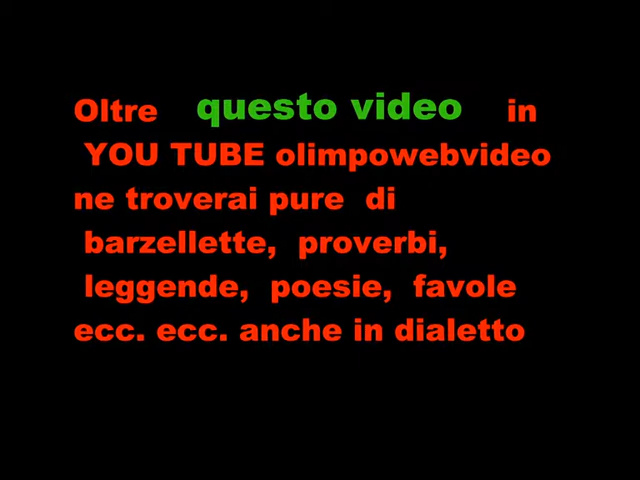 Oltre questo video in
YOU TUBE olimpowebvideo
ne troverai pure di
barzellette, proverbi,
leggende, poesie, favole
ecc. ecc. anche in dialetto